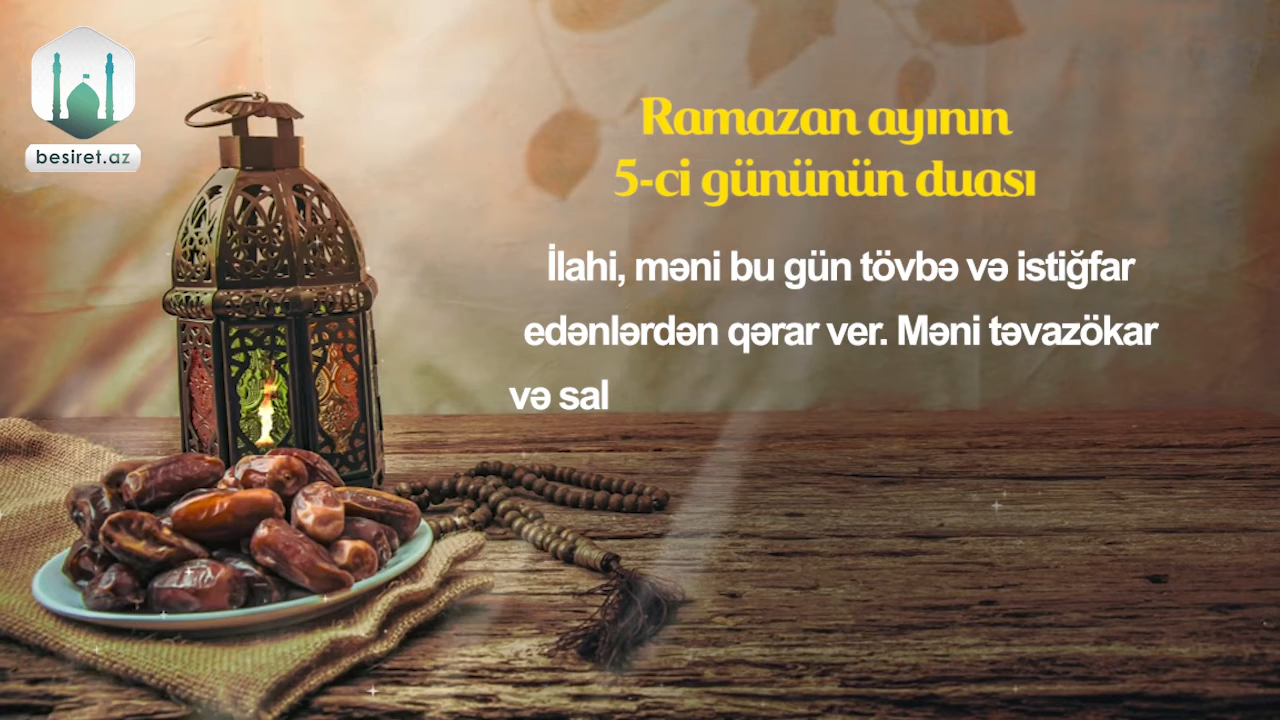 besiret.az
Ramazan ayının
5-ci gününün duası
İlahi, məni bu gün tövbə və istiğfar
edənlərdən qərar ver. Məni təvazökar
və sal